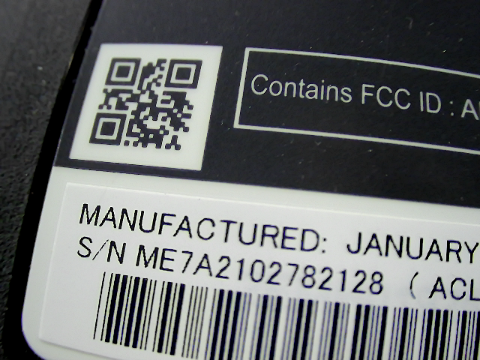 Contains FCC ID : A
MANUFACTURED: JANUARY
S/N ME7A2102782128 ( ACL